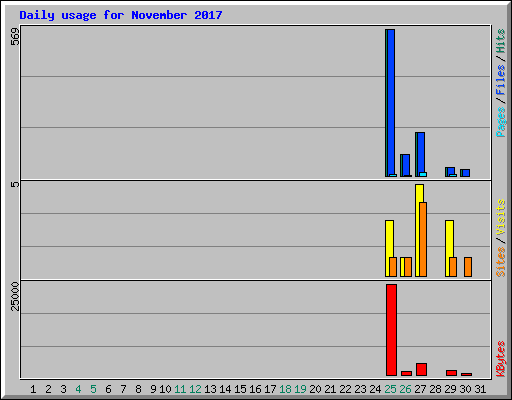 Daily usage for November 2017
569
Pages / Files / Hits
5
Sites / Visits
25000
KBytes
1 2 3 4 5 6 7 8 9 10 11 12 13 14 15 16 17 18 19 20 21 22 23 24 25 26 27 28 29 30 31